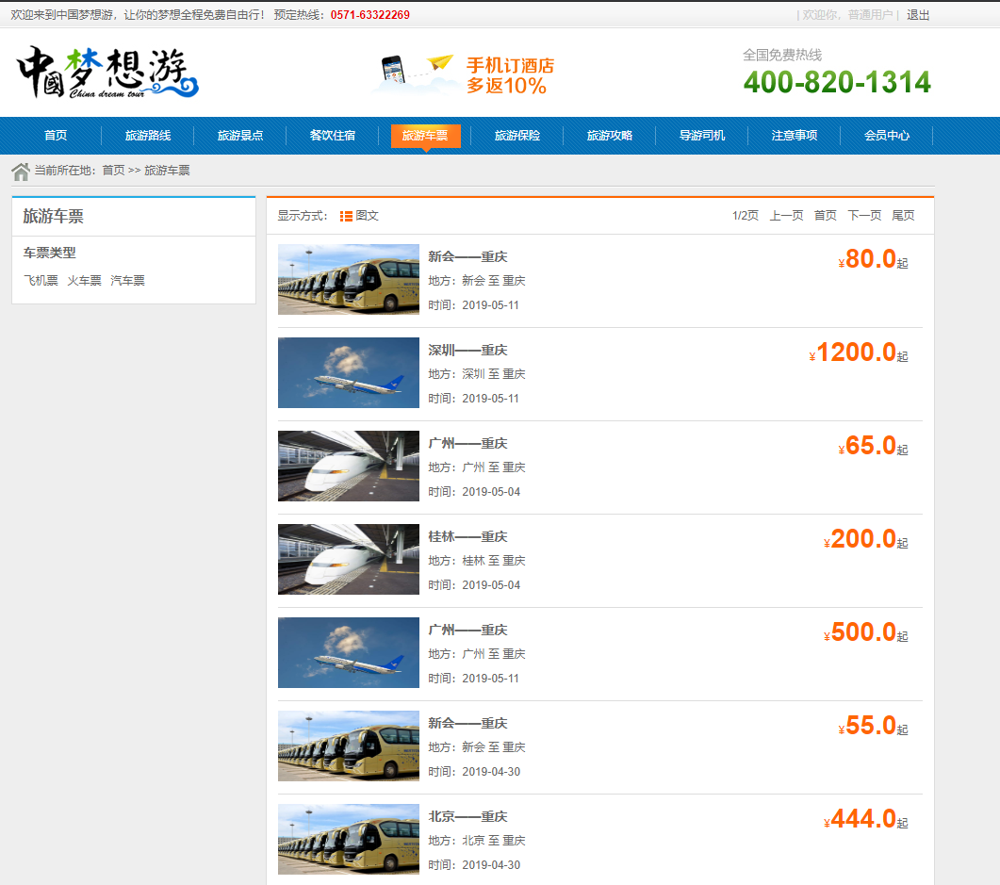 欢迎来到中国梦想游，让你的梦想全程免费自由行！ 预定热线：0571-63322269
| 欢迎你，普通用户 | 退出
中國梦想游
China dream tour
手机订酒店
多返10%
全国免费热线
400-820-1314
首页 旅游路线 旅游景点 餐饮住宿 旅游车票 旅游保险 旅游攻略 导游司机 注意事项 会员中心
当前所在地：首页 >> 旅游车票
旅游车票
车票类型
飞机票 火车票 汽车票
显示方式： 图文 1/2页 上一页 首页 下一页 尾页
新会——重庆 ¥80.0起
地方：新会 至 重庆
时间：2019-05-11
深圳——重庆 ¥1200.0起
地方：深圳 至 重庆
时间：2019-05-11
广州——重庆 ¥65.0起
地方：广州 至 重庆
时间：2019-05-04
桂林——重庆 ¥200.0起
地方：桂林 至 重庆
时间：2019-05-04
广州——重庆 ¥500.0起
地方：广州 至 重庆
时间：2019-05-11
新会——重庆 ¥55.0起
地方：新会 至 重庆
时间：2019-04-30
北京——重庆 ¥444.0起
地方：北京 至 重庆
时间：2019-04-30